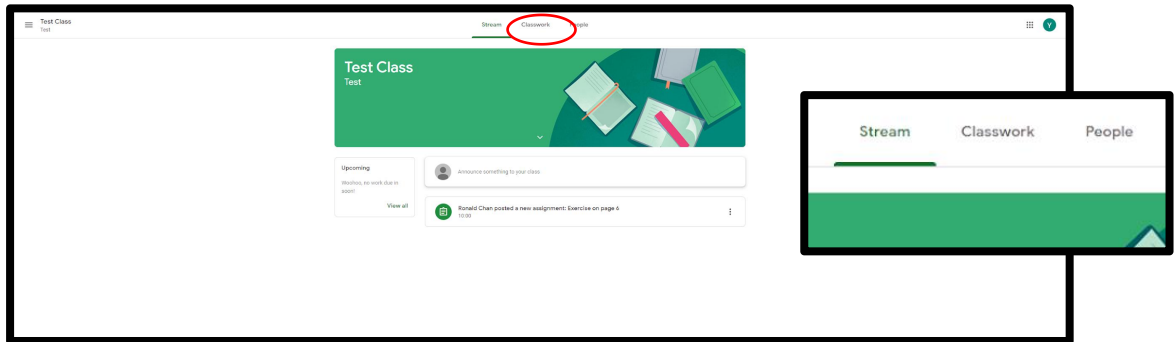 Test Class
Test
Stream Classwork People
Y
Test Class
Test
Upcoming
Woohoo, no work due in
soon!
View all
Announce something to your class
Ronald Chan posted a new assignment: Exercise on page 6
10:00
Stream Classwork People